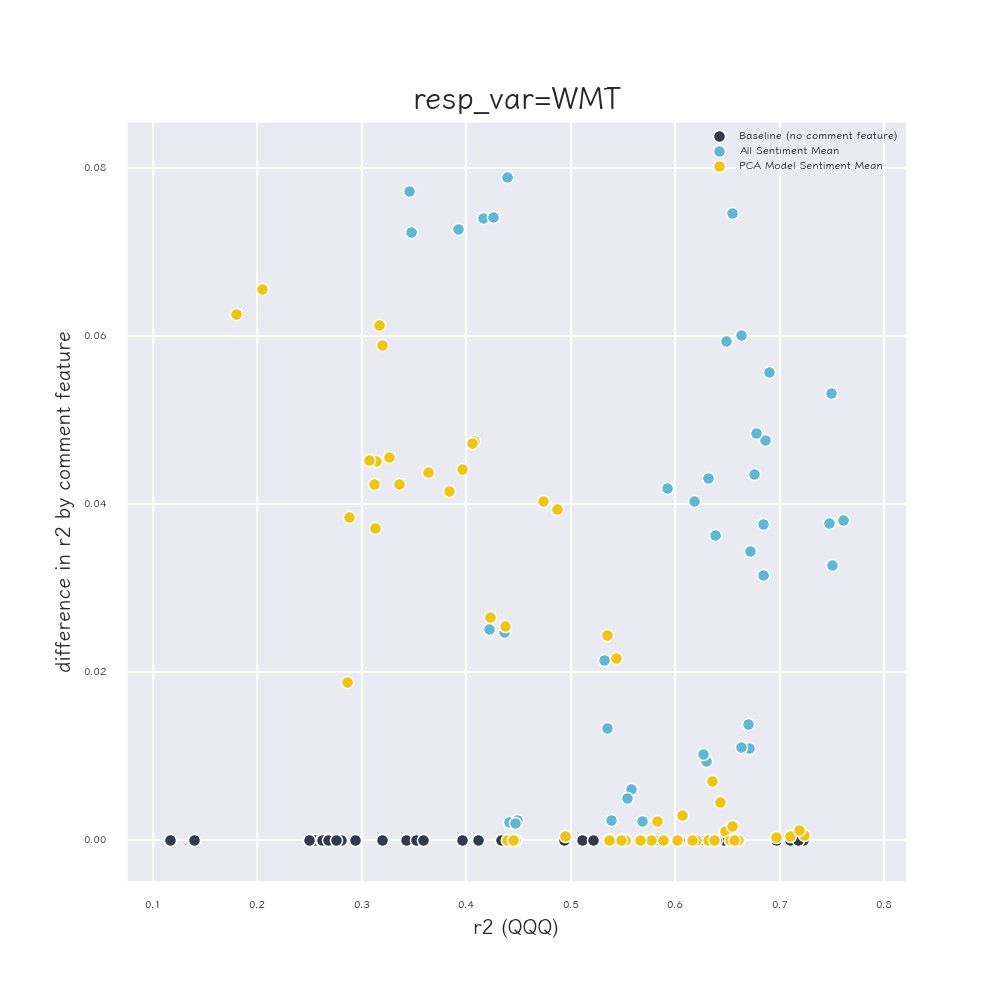 resp_var=WMT
Baseline (no comment feature)
All Sentiment Mean
PCA Model Sentiment Mean
difference in r2 by comment feature
0.08
0.06
0.04
0.02
0.00
0.1 0.2 0.3 0.4 0.5 0.6 0.7 0.8
r2 (QQQ)